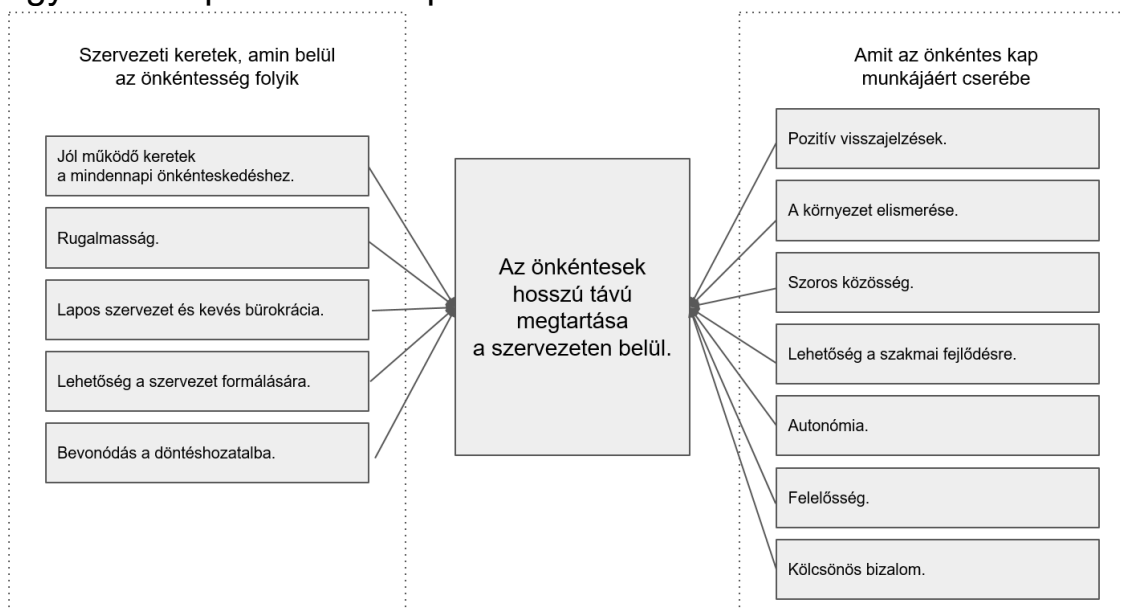 Szervezeti keretek, amin belül
az önkéntesség folyik
Jól működő keretek
a mindennapi önkénteskedéshez.
Rugalmasság.
Lapos szervezet és kevés bürokrácia.
Lehetőség a szervezet formálására.
Bevonódás a döntéshozatalba.
Az önkéntesek
hosszú távú
megtartása
a szervezeten belül.
Amit az önkéntes kap
munkájáért cserébe
Pozitív visszajelzések.
A környezet elismerése.
Szoros közösség.
Lehetőség a szakmai fejlődésre.
Autonómia.
Felelősség.
Kölcsönös bizalom.